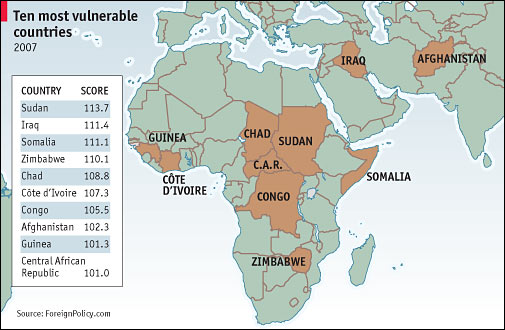 Ten most vulnerable
countries
2007
COUNTRY SCORE
Sudan 113.7
Iraq 111.4
Somalia 111.1
Zimbabwe 110.1
Chad 108.8
Côte d'Ivoire 107.3
Congo 105.5
Afghanistan 102.3
Guinea 101.3
Central African
Republic 101.0
IRAQ
AFGHANISTAN
GUINEA
CHAD
SUDAN
C.A.R.
CÔTE
D'IVOIRE
SOMALIA
CONGO
ZIMBABWE
Source: ForeignPolicy.com